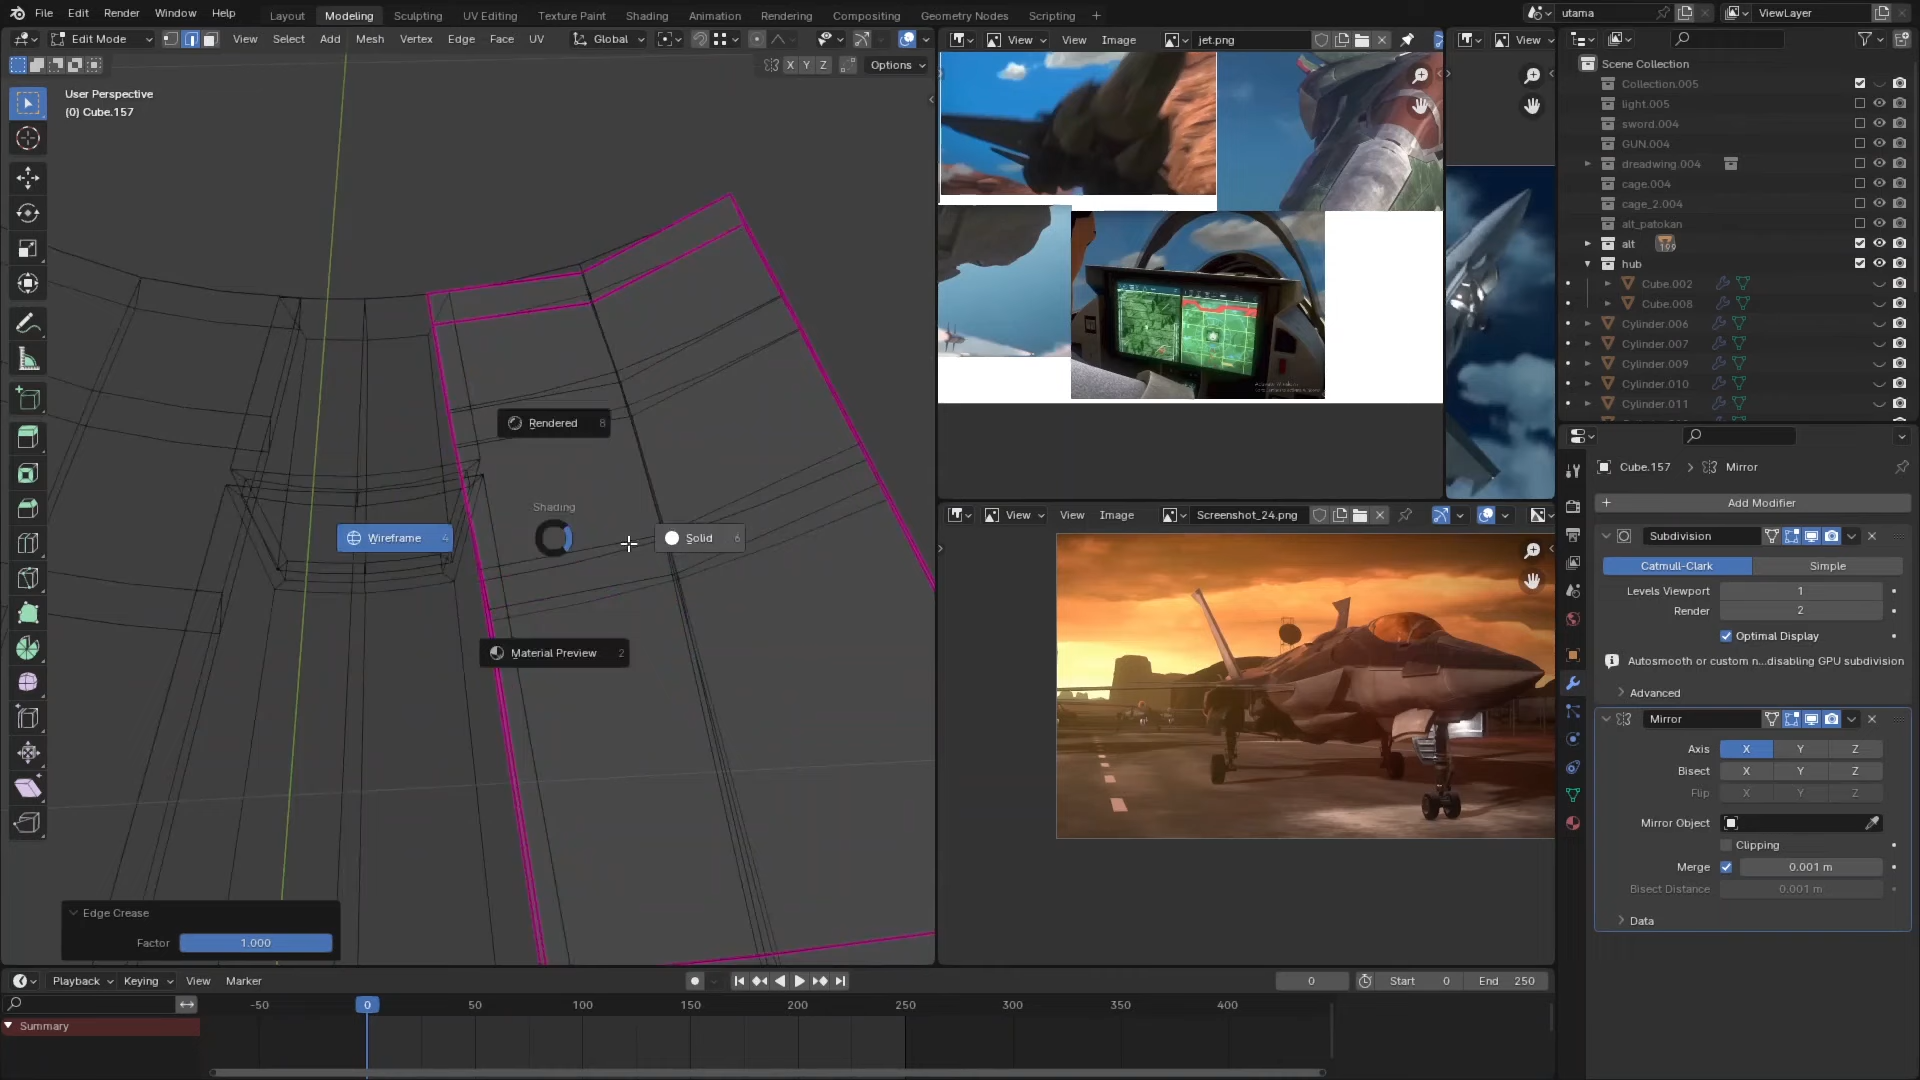 File Edit Render Window Help Layout Modeling Sculpting UV Editing Texture Paint Shading Animation Rendering Compositing Geometry Nodes Scripting + utama ViewLayer
Edit Mode View Select Add Mesh Vertex Edge Face UV Global
View View Image jet.png View
X Y Z Options
User Perspective
(0) Cube.157
Rendered 8
Shading
Wireframe 4
Solid 6
Material Preview 2
Edge Crease
Factor 1.000
View View Image Screenshot_24.png
Scene Collection
Collection.005
light.005
sword.004
GUN.004
dreadwing.004
cage.004
cage_2.004
alt_patokan
alt 199
hub
Cube.002
Cube.008
Cylinder.006
Cylinder.007
Cylinder.009
Cylinder.010
Cylinder.011
Cube.157 Mirror
Add Modifier
Subdivision
Catmull-Clark Simple
Levels Viewport 1
Render 2
Optimal Display
Autosmooth or custom n...disabling GPU subdivision
Advanced
Mirror
Axis X Y Z
Bisect X Y Z
Flip X Y Z
Mirror Object
Clipping
Merge 0.001 m
Bisect Distance 0.001 m
Data
Playback Keying View Marker 0 Start 0 End 250
-50 0 50 100 150 200 250 300 350 400
Summary